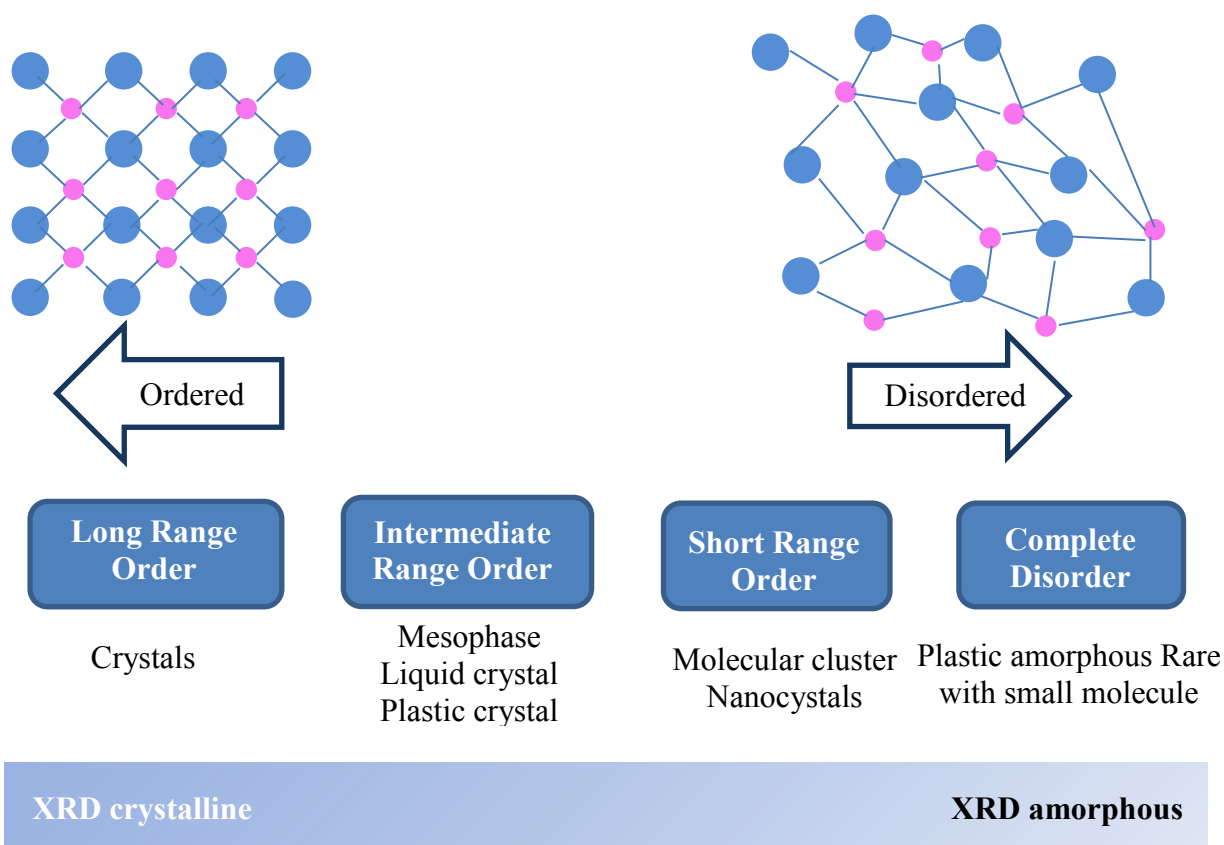 Ordered
Disordered
Long Range
Order
Intermediate
Range Order
Short Range
Order
Complete
Disorder
Crystals
Mesophase
Liquid crystal
Plastic crystal
Molecular cluster
Nanocystals
Plastic amorphous Rare
with small molecule
XRD crystalline
XRD amorphous